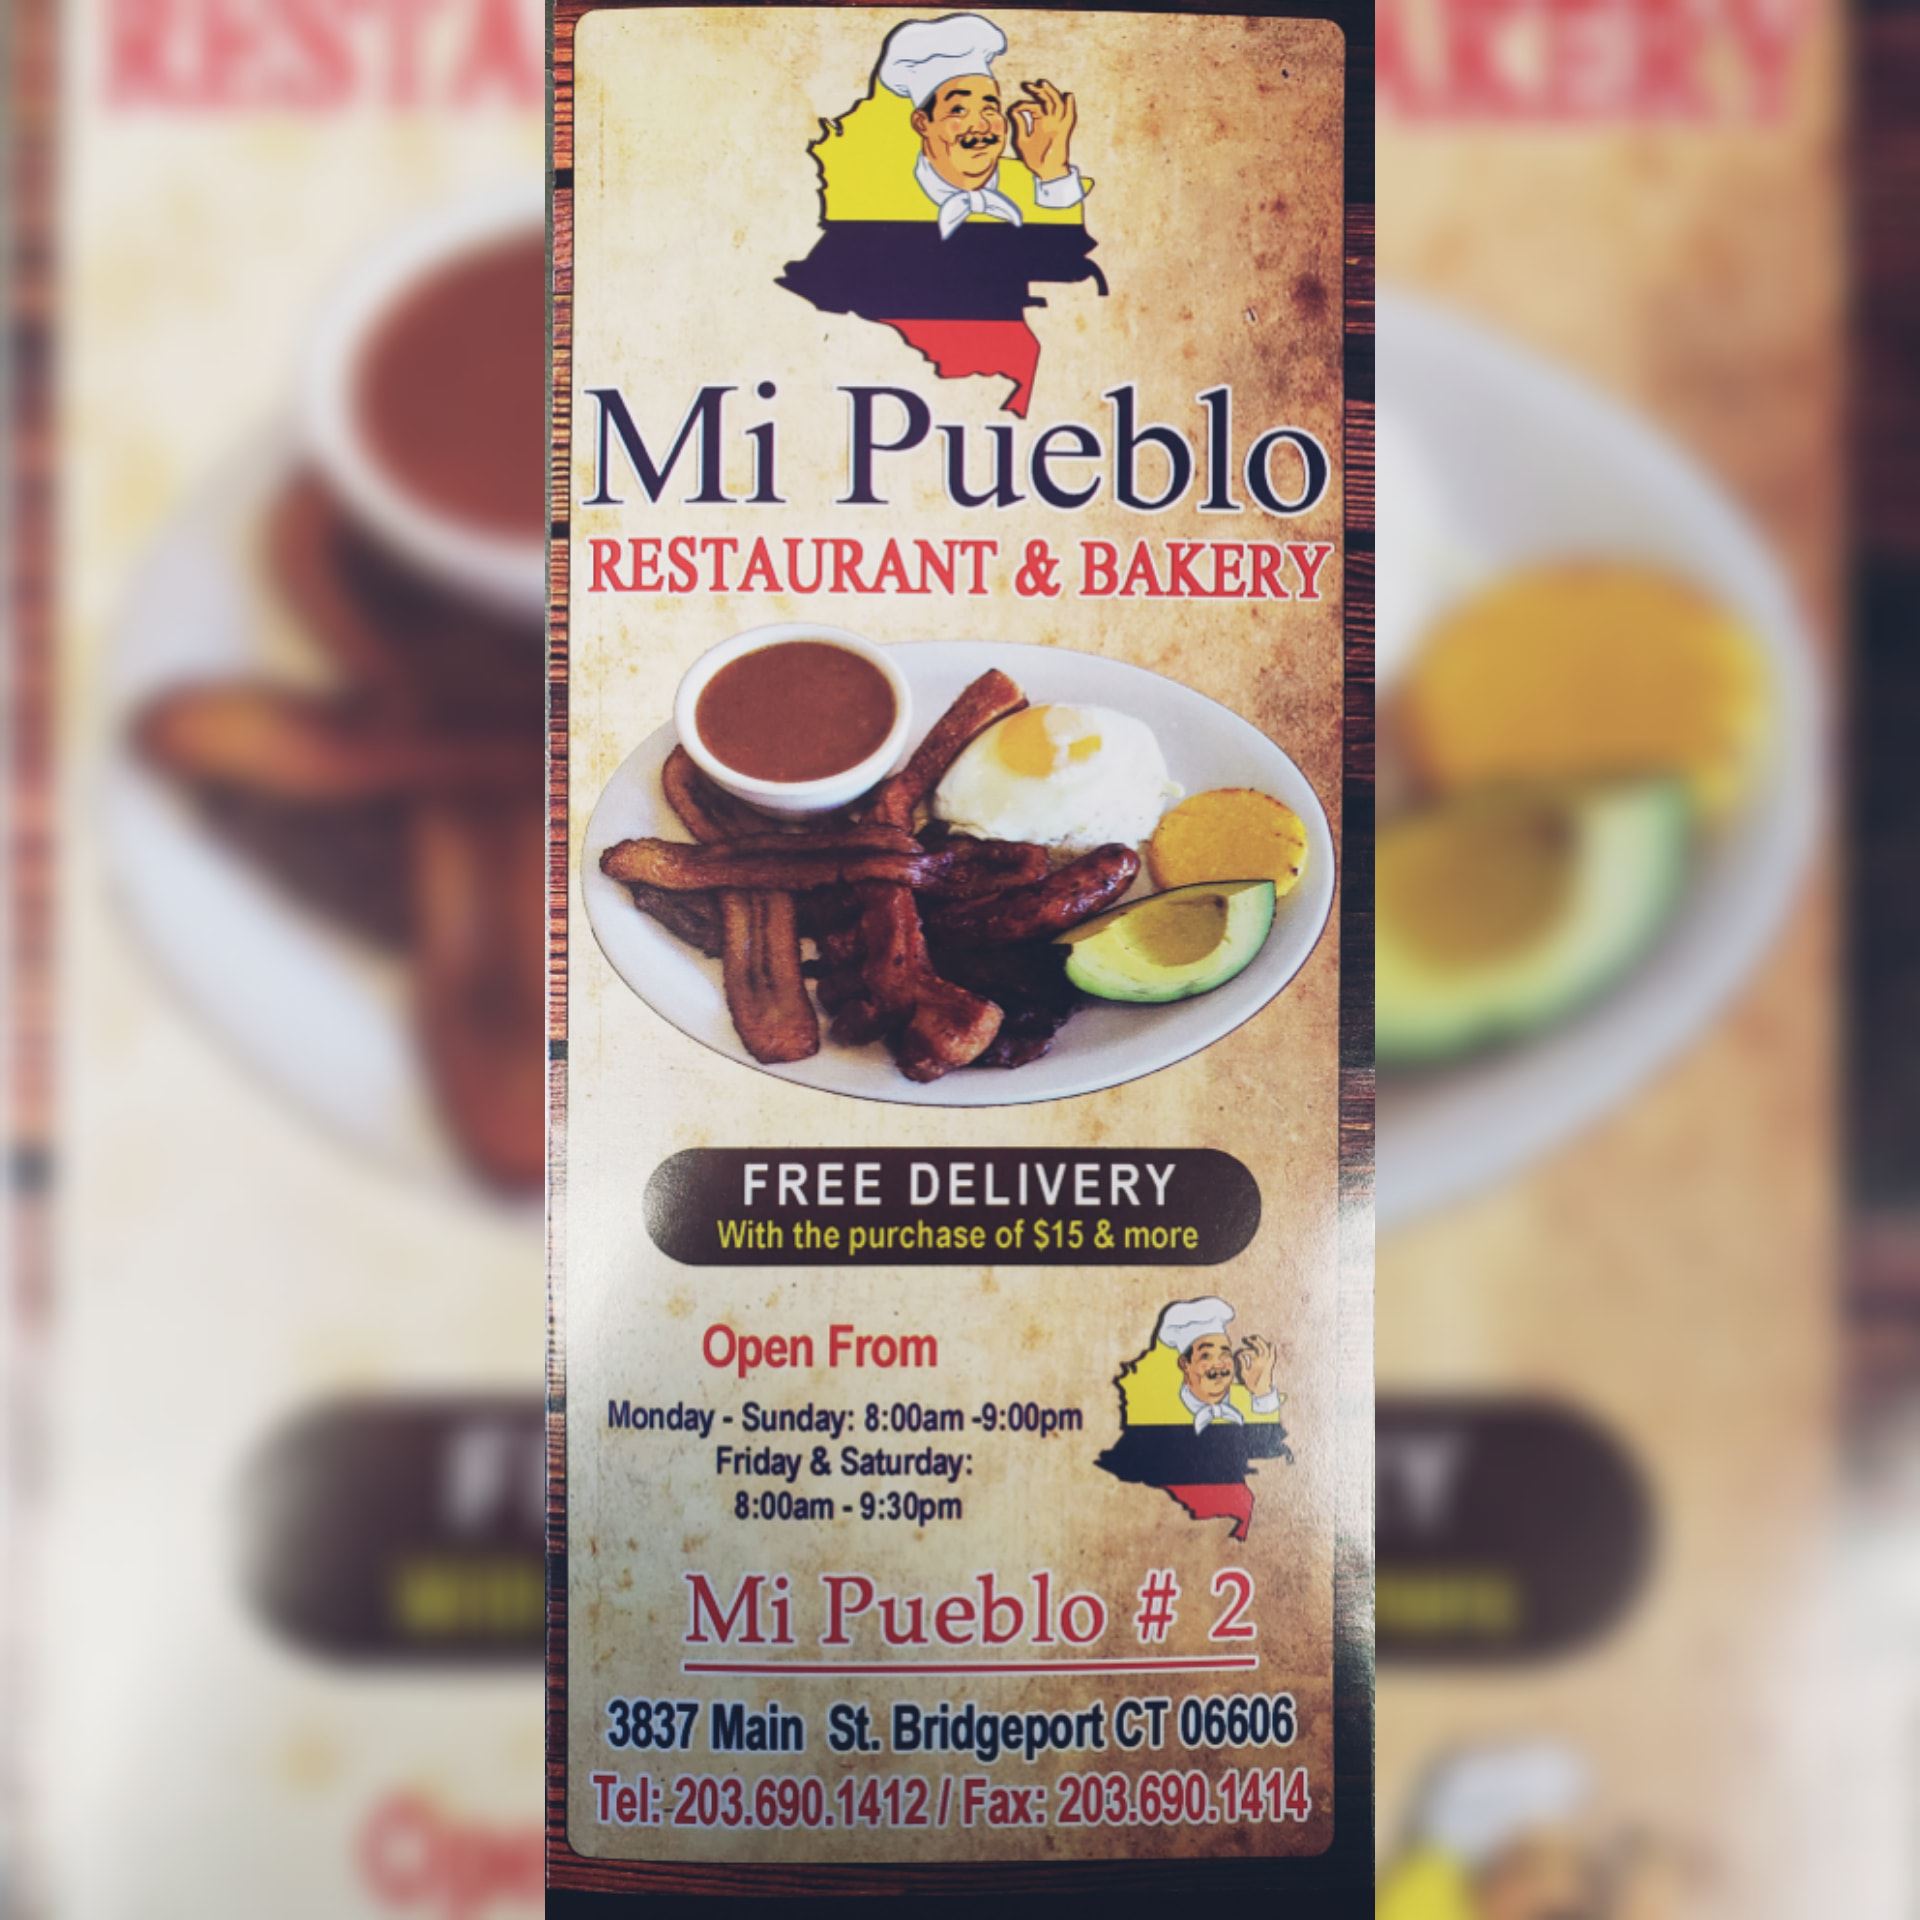 Mi Pueblo
RESTAURANT & BAKERY
FREE DELIVERY
With the purchase of $15 & more
Open From
Monday - Sunday: 8:00am -9:00pm
Friday & Saturday:
8:00am - 9:30pm
Mi Pueblo # 2
3837 Main St. Bridgeport CT 06606
Tel: 203.690.1412 / Fax: 203.690.1414